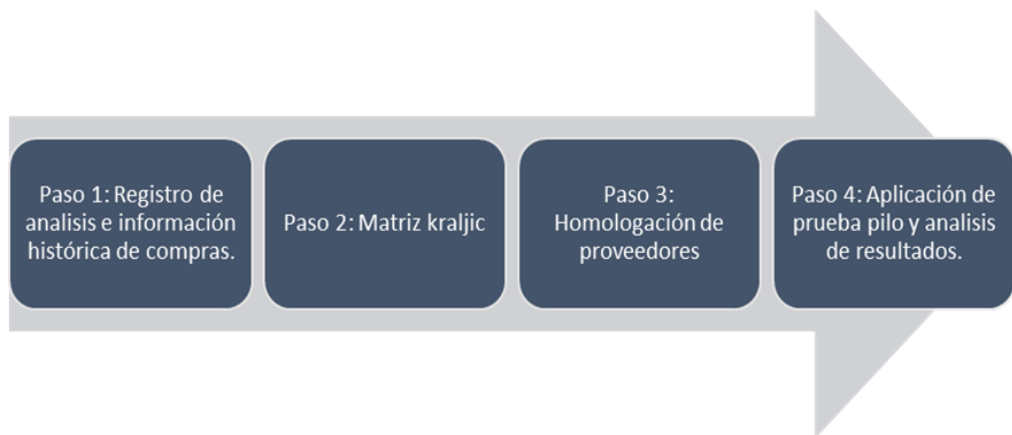 Paso 1: Registro de
analisis e información
histórica de compras.
Paso 2: Matriz kraljic
Paso 3:
Homologación de
proveedores
Paso 4: Aplicación de
prueba pilo y analisis
de resultados.